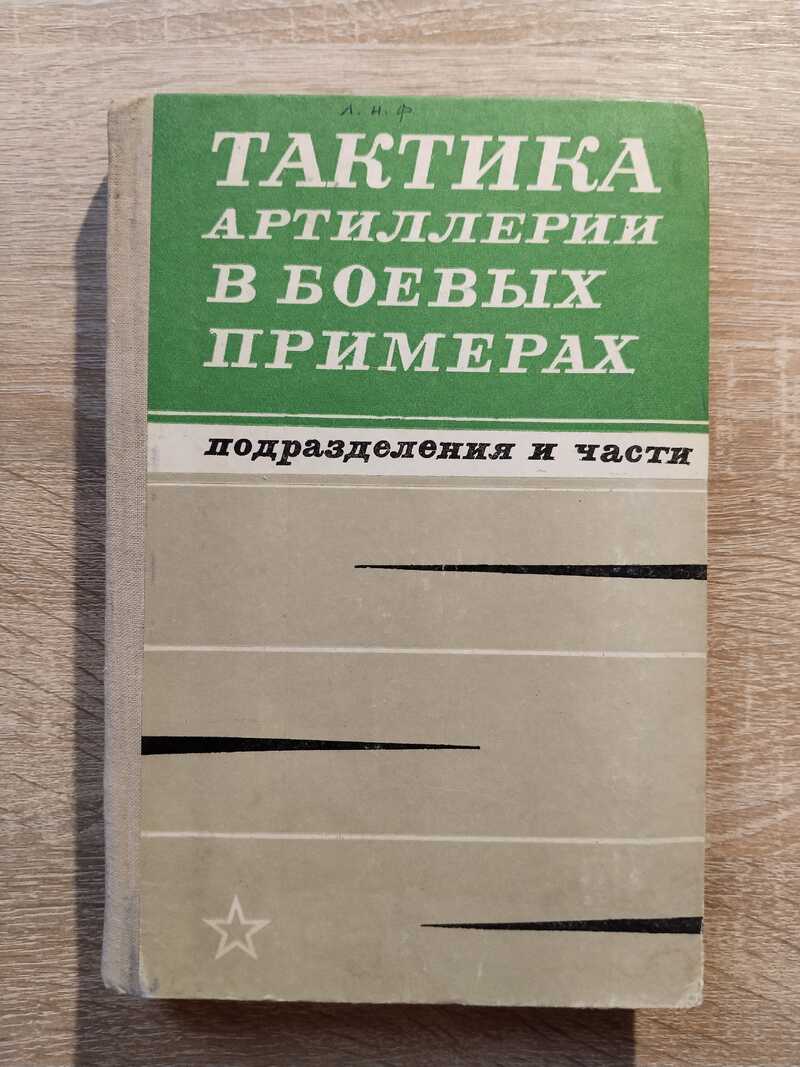 Л. Н. Ф
ТАКТИКА
АРТИЛЛЕРИИ
В БОЕВЫХ
ПРИМЕРАХ
подразделения и части